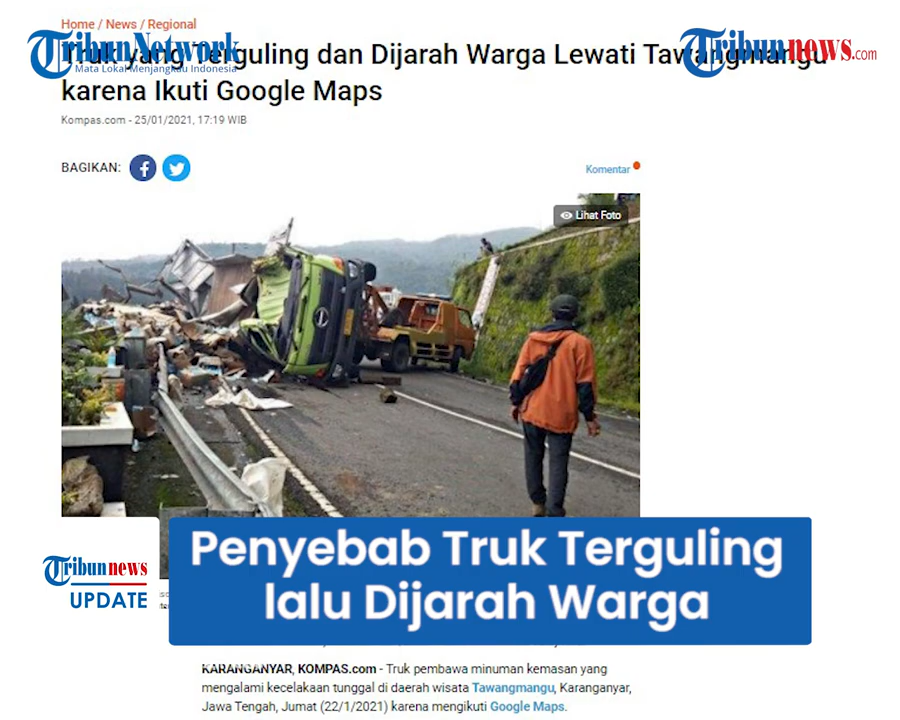 Home / News / Regional
TribunNetwork
Mata Lokal Menjangkau Indonesia
Tribunnews.com
Truk yang Terguling dan Dijarah Warga Lewati Tawangmangu
karena Ikuti Google Maps
Kompas.com - 25/01/2021, 17:19 WIB
BAGIKAN:
Komentar
Lihat Foto
Penyebab Truk Terguling
lalu Dijarah Warga
Tribunnews
UPDATE
KARANGANYAR, KOMPAS.com - Truk pembawa minuman kemasan yang
mengalami kecelakaan tunggal di daerah wisata Tawangmangu, Karanganyar,
Jawa Tengah, Jumat (22/1/2021) karena mengikuti Google Maps.